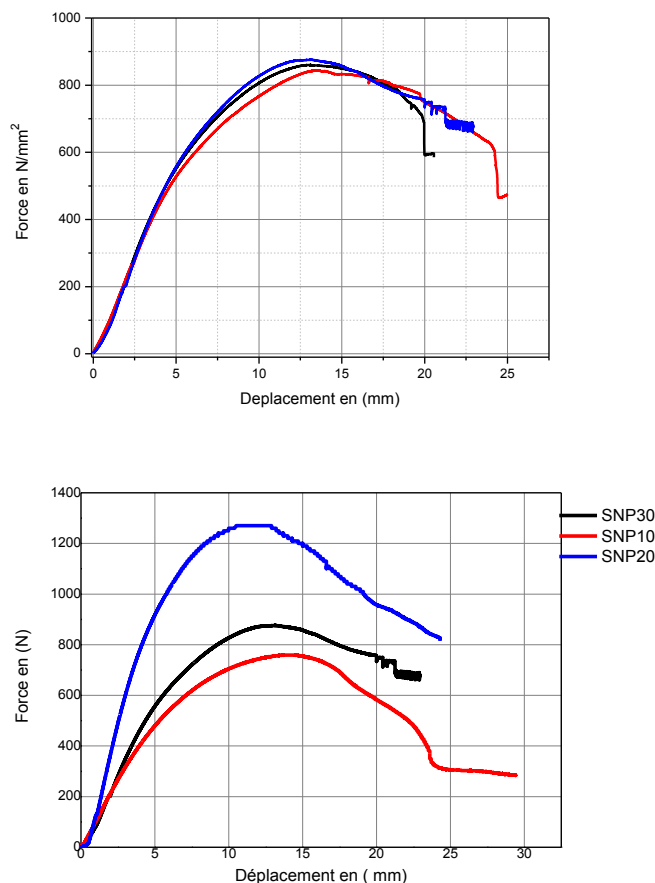 1000
800
600
400
200
0
Force en N/mm²
0 5 10 15 20 25
Deplacement en (mm)
1400
1200
1000
800
600
400
200
0
Force en (N)
0 5 10 15 20 25 30
Déplacement en ( mm)
SNP30
SNP10
SNP20